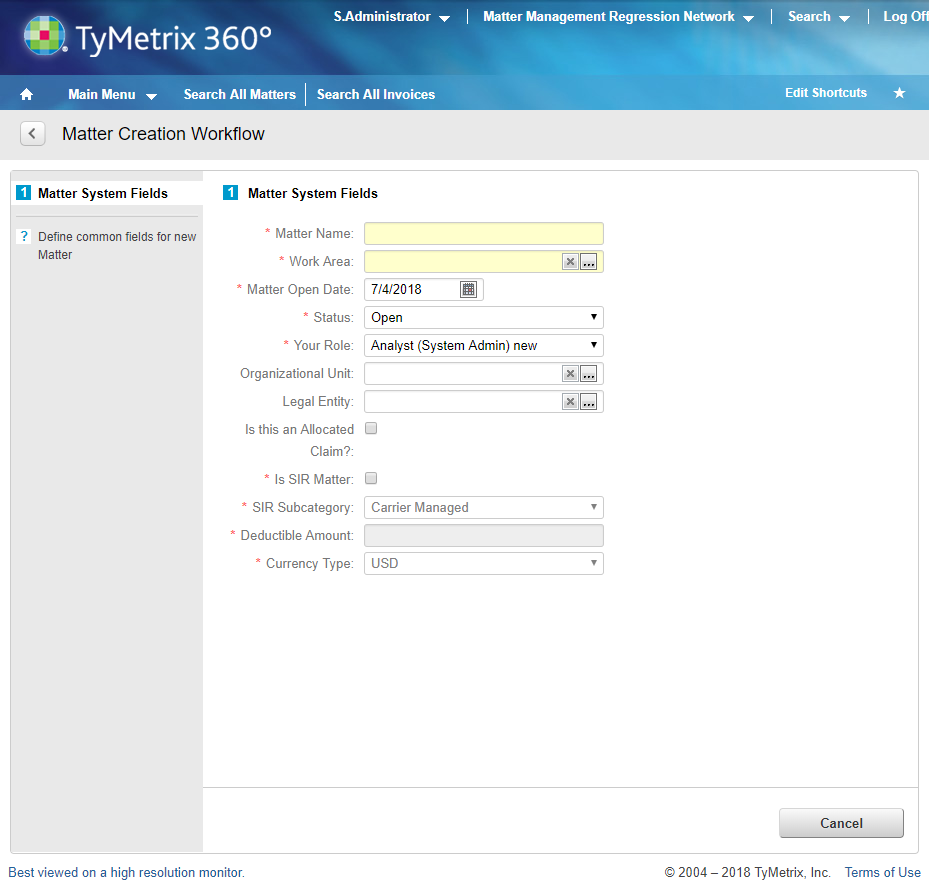 S.Administrator Matter Management Regression Network Search Log Off
TyMetrix 360°
Main Menu Search All Matters Search All Invoices Edit Shortcuts
Matter Creation Workflow
1 Matter System Fields
? Define common fields for new
Matter
1 Matter System Fields
* Matter Name:
* Work Area: ...
* Matter Open Date: 7/4/2018
* Status: Open
* Your Role: Analyst (System Admin) new
Organizational Unit: ...
Legal Entity: ...
Is this an Allocated
Claim?:
* Is SIR Matter:
* SIR Subcategory: Carrier Managed
* Deductible Amount:
* Currency Type: USD
Cancel
Best viewed on a high resolution monitor. © 2004 – 2018 TyMetrix, Inc. Terms of Use